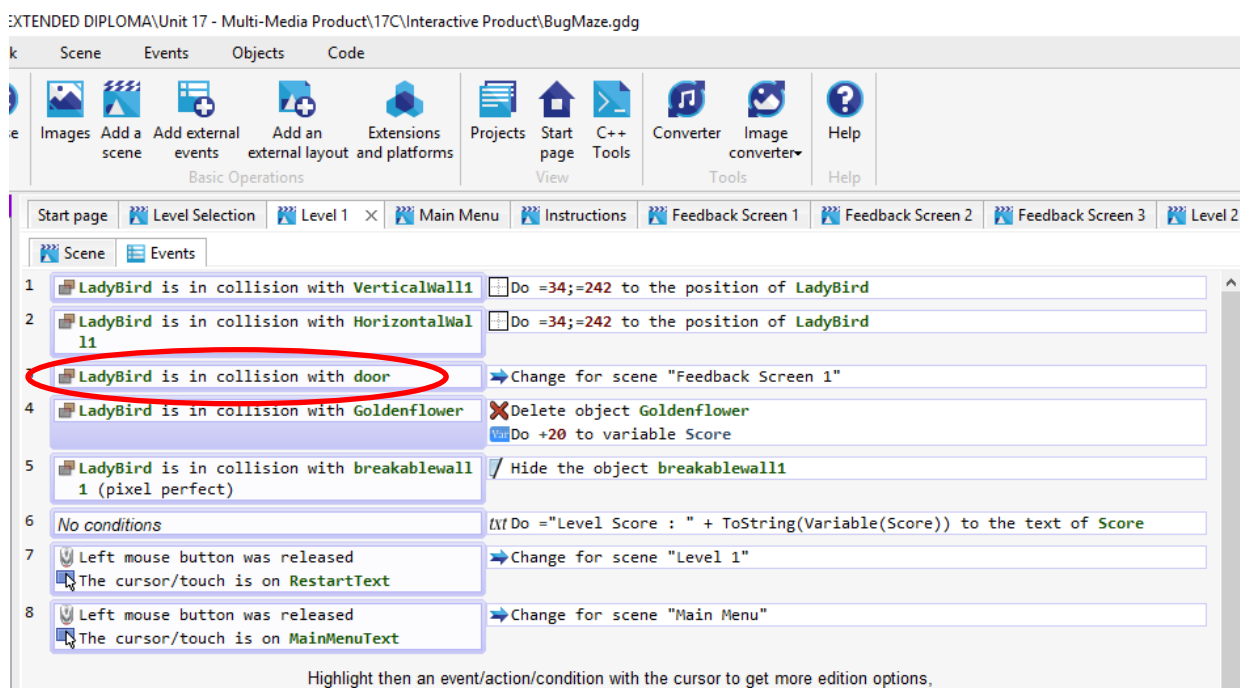 EXTENDED DIPLOMA\Unit 17 - Multi-Media Product\17C\Interactive Product\BugMaze.gdg
k Scene Events Objects Code
se Images Add a scene Add external events Add an external layout Extensions and platforms Projects Start page C++ Tools Converter Image converter Help
Basic Operations View Tools Help
Start page Level Selection Level 1 Main Menu Instructions Feedback Screen 1 Feedback Screen 2 Feedback Screen 3 Level 2
Scene Events
1 LadyBird is in collision with VerticalWall1 Do =34;=242 to the position of LadyBird
2 LadyBird is in collision with HorizontalWal Do =34;=242 to the position of LadyBird
l1
LadyBird is in collision with door Change for scene "Feedback Screen 1"
4 LadyBird is in collision with Goldenflower Delete object Goldenflower
Var Do +20 to variable Score
5 LadyBird is in collision with breakablewall Hide the object breakablewall1
1 (pixel perfect)
6 No conditions txt Do ="Level Score : " + ToString(Variable(Score)) to the text of Score
7 Left mouse button was released Change for scene "Level 1"
The cursor/touch is on RestartText
8 Left mouse button was released Change for scene "Main Menu"
The cursor/touch is on MainMenuText
Highlight then an event/action/condition with the cursor to get more edition options,